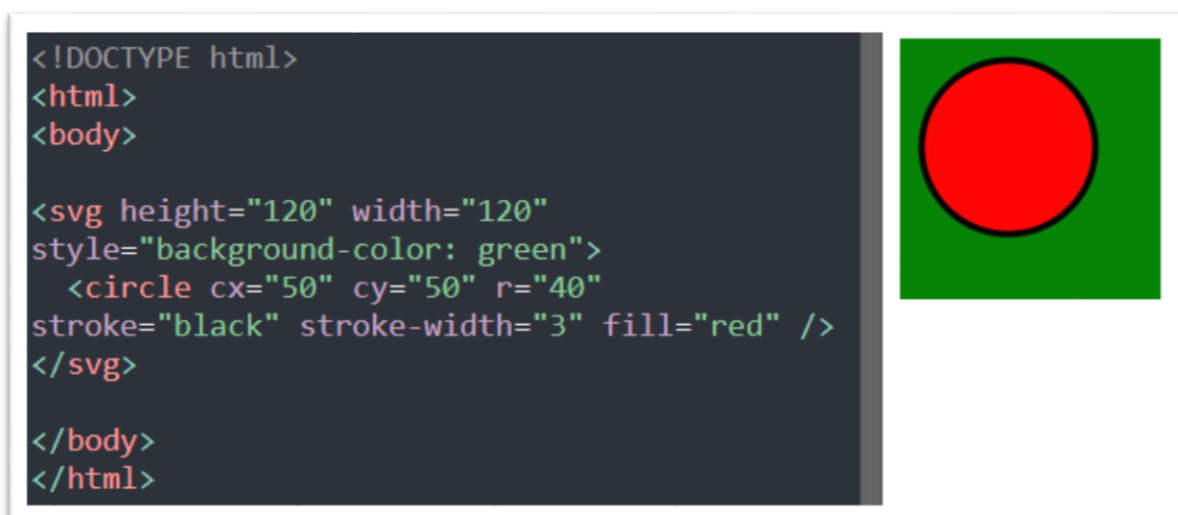 <!DOCTYPE html>
<html>
<body>
<svg height="120" width="120"
style="background-color: green">
<circle cx="50" cy="50" r="40"
stroke="black" stroke-width="3" fill="red" />
</svg>
</body>
</html>